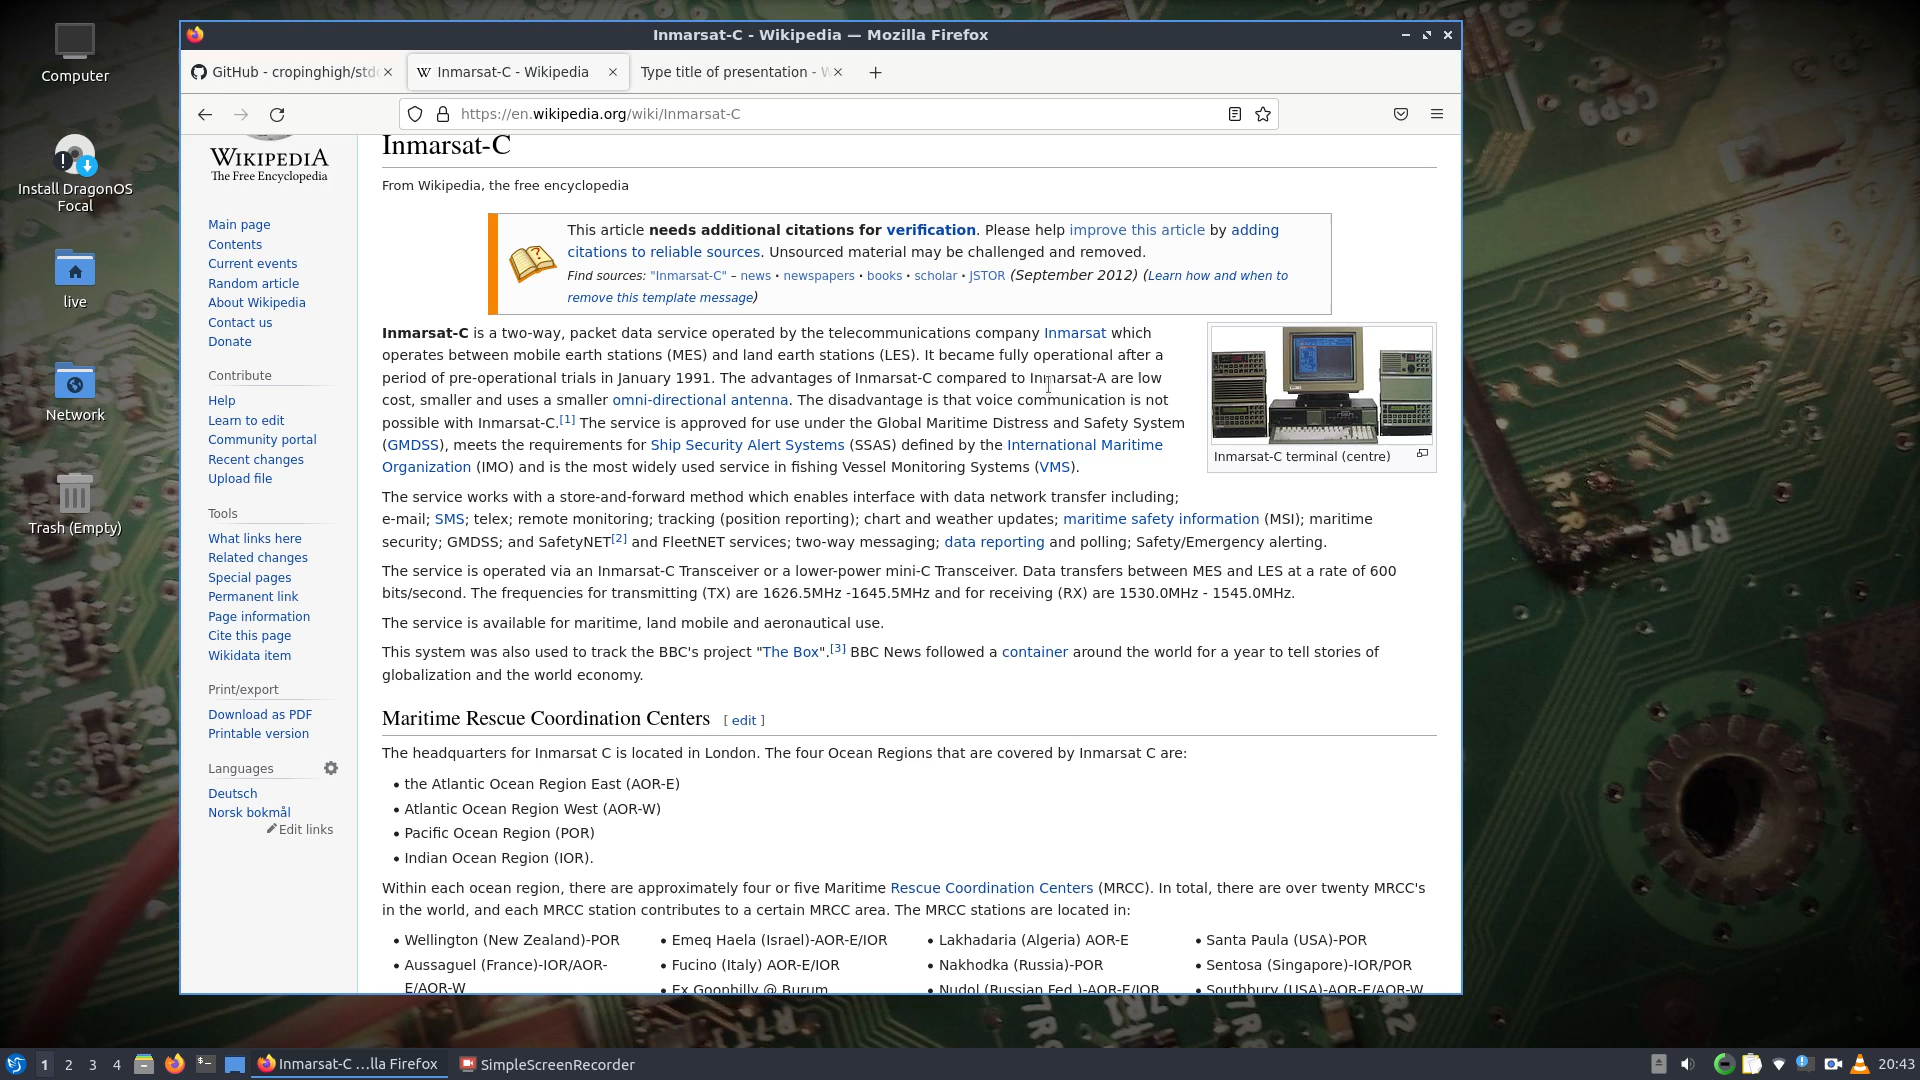 Computer
Install DragonOS
Focal
live
Network
Trash (Empty)
Inmarsat-C - Wikipedia — Mozilla Firefox
GitHub - cropinghigh/stdc
Inmarsat-C - Wikipedia
Type title of presentation - W
https://en.wikipedia.org/wiki/Inmarsat-C
WIKIPEDIA
The Free Encyclopedia
Main page
Contents
Current events
Random article
About Wikipedia
Contact us
Donate
Contribute
Help
Learn to edit
Community portal
Recent changes
Upload file
Tools
What links here
Related changes
Special pages
Permanent link
Page information
Cite this page
Wikidata item
Print/export
Download as PDF
Printable version
Languages
Deutsch
Norsk bokmål
Edit links
Inmarsat-C
From Wikipedia, the free encyclopedia
This article needs additional citations for verification. Please help improve this article by adding
citations to reliable sources. Unsourced material may be challenged and removed.
Find sources: "Inmarsat-C" – news · newspapers · books · scholar · JSTOR (September 2012) (Learn how and when to
remove this template message)
Inmarsat-C is a two-way, packet data service operated by the telecommunications company Inmarsat which
operates between mobile earth stations (MES) and land earth stations (LES). It became fully operational after a
period of pre-operational trials in January 1991. The advantages of Inmarsat-C compared to Inmarsat-A are low
cost, smaller and uses a smaller omni-directional antenna. The disadvantage is that voice communication is not
possible with Inmarsat-C.[1] The service is approved for use under the Global Maritime Distress and Safety System
(GMDSS), meets the requirements for Ship Security Alert Systems (SSAS) defined by the International Maritime
Organization (IMO) and is the most widely used service in fishing Vessel Monitoring Systems (VMS).
Inmarsat-C terminal (centre)
The service works with a store-and-forward method which enables interface with data network transfer including;
e-mail; SMS; telex; remote monitoring; tracking (position reporting); chart and weather updates; maritime safety information (MSI); maritime
security; GMDSS; and SafetyNET[2] and FleetNET services; two-way messaging; data reporting and polling; Safety/Emergency alerting.
The service is operated via an Inmarsat-C Transceiver or a lower-power mini-C Transceiver. Data transfers between MES and LES at a rate of 600
bits/second. The frequencies for transmitting (TX) are 1626.5MHz -1645.5MHz and for receiving (RX) are 1530.0MHz - 1545.0MHz.
The service is available for maritime, land mobile and aeronautical use.
This system was also used to track the BBC's project "The Box".[3] BBC News followed a container around the world for a year to tell stories of
globalization and the world economy.
Maritime Rescue Coordination Centers [ edit ]
The headquarters for Inmarsat C is located in London. The four Ocean Regions that are covered by Inmarsat C are:
• the Atlantic Ocean Region East (AOR-E)
• Atlantic Ocean Region West (AOR-W)
• Pacific Ocean Region (POR)
• Indian Ocean Region (IOR).
Within each ocean region, there are approximately four or five Maritime Rescue Coordination Centers (MRCC). In total, there are over twenty MRCC's
in the world, and each MRCC station contributes to a certain MRCC area. The MRCC stations are located in:
• Wellington (New Zealand)-POR
• Aussaguel (France)-IOR/AOR-
E/AOR-W
• Emeq Haela (Israel)-AOR-E/IOR
• Fucino (Italy) AOR-E/IOR
• Ex Goonhilly @ Burum
• Lakhadaria (Algeria) AOR-E
• Nakhodka (Russia)-POR
• Nudol (Russian Fed.)-AOR-E/IOR
• Santa Paula (USA)-POR
• Sentosa (Singapore)-IOR/POR
• Southbury (USA)-AOR-E/AOR-W
1 2 3 4
Inmarsat-C ...lla Firefox
SimpleScreenRecorder
20:43